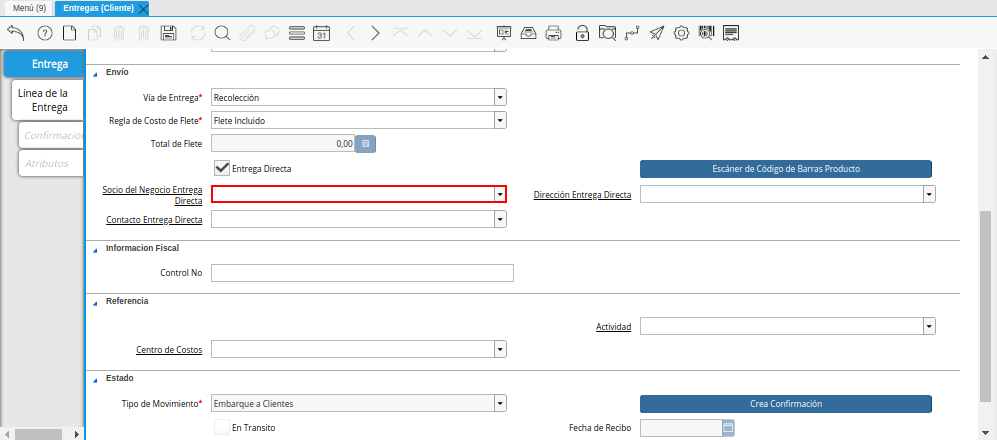 Menú (9) Entregas (Cliente)
31
Entrega
Línea de la
Entrega
Confirmacion
Atributos
Envío
Vía de Entrega* Recolección
Regla de Costo de Flete* Flete Incluido
Total de Flete 0,00
Entrega Directa Escáner de Código de Barras Producto
Socio del Negocio Entrega
Directa Dirección Entrega Directa
Contacto Entrega Directa
Informacion Fiscal
Control No
Referencia
Actividad
Centro de Costos
Estado
Tipo de Movimiento* Embarque a Clientes Crea Confirmación
En Transito Fecha de Recibo